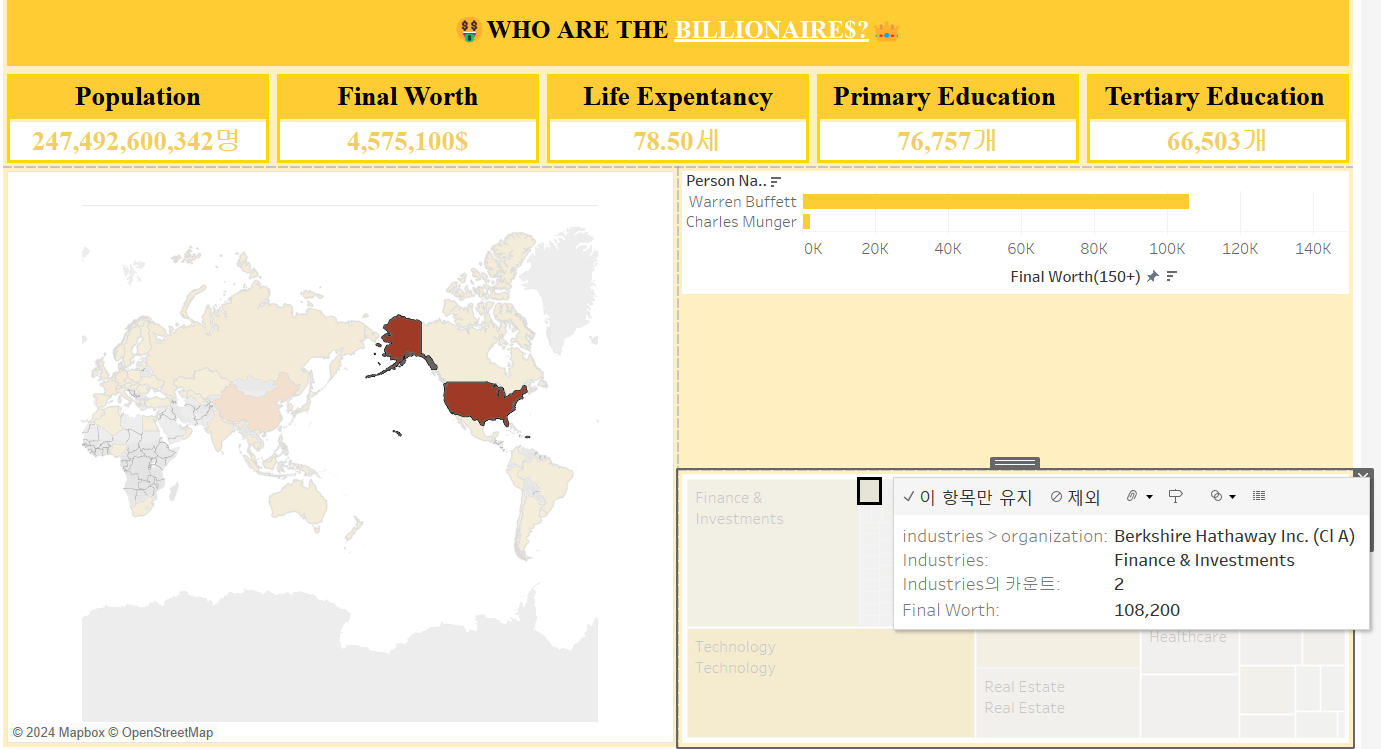 🤑 WHO ARE THE BILLIONAIRE$? 👑
Population
247,492,600,342명
Final Worth
4,575,100$
Life Expentancy
78.50세
Primary Education
76,757개
Tertiary Education
66,503개
© 2024 Mapbox © OpenStreetMap
Person Na..
Warren Buffett
Charles Munger
0K 20K 40K 60K 80K 100K 120K 140K
Final Worth(150+)
Finance &
Investments
✓ 이 항목만 유지 제외
industries > organization: Berkshire Hathaway Inc. (Cl A)
Industries: Finance & Investments
Industries의 카운트: 2
Final Worth: 108,200
Technology
Technology
Healthcare
Real Estate
Real Estate